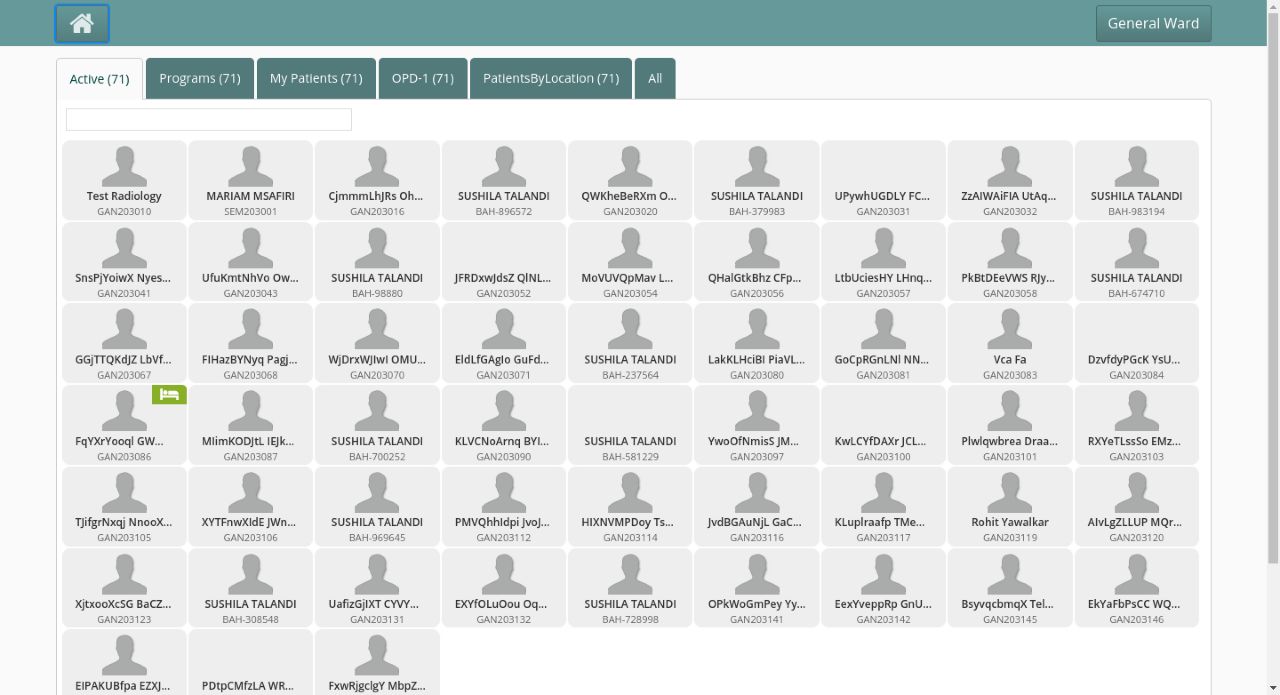 General Ward
Active (71)
Programs (71)
My Patients (71)
OPD-1 (71)
PatientsByLocation (71)
All
Test Radiology
GAN203010
MARIAM MSAFIRI
SEM203001
CjmmmLhJRs Oh...
GAN203016
SUSHILA TALANDI
BAH-896572
QWKheBeRXm O...
GAN203020
SUSHILA TALANDI
BAH-379983
UPywhUGDLY FC...
GAN203031
ZzAIWAiFIA UtAq...
GAN203032
SUSHILA TALANDI
BAH-983194
SnsPjYoiwX Nyes...
GAN203041
UfuKmtNhVo Ow...
GAN203043
SUSHILA TALANDI
BAH-98880
JFRDxwJdsZ QlNL...
GAN203052
MoVUVQpMav L...
GAN203054
QHalGtkBhz CFp...
GAN203056
LtbUciesHY LHnq...
GAN203057
PkBtDEeVWS RJy...
GAN203058
SUSHILA TALANDI
BAH-674710
GGjTTQKdJZ LbVf...
GAN203067
FIHazBYNyq Pagj...
GAN203068
WjDrxWJIwI OMU...
GAN203070
EldLfGAgIo GuFd...
GAN203071
SUSHILA TALANDI
BAH-237564
LakKLHciBI PiaVL...
GAN203080
GoCpRGnLNl NN...
GAN203081
Vca Fa
GAN203083
DzvfdyPGcK YsU...
GAN203084
FqYXrYooql GW...
GAN203086
MIimKODJtL IEJk...
GAN203087
SUSHILA TALANDI
BAH-700252
KLVCNoArnq BYI...
GAN203090
SUSHILA TALANDI
BAH-581229
YwoOfNmisS JM...
GAN203097
KwLCYfDAXr JCL...
GAN203100
Plwlqwbrea Draa...
GAN203101
RXYeTLssSo EMz...
GAN203103
TJifgrNxqj NnooX...
GAN203105
XYTFnwXIdE JWn...
GAN203106
SUSHILA TALANDI
BAH-969645
PMVQhhIdpi JvoJ...
GAN203112
HIXNVMPDoy Ts...
GAN203114
JvdBGAuNjL GaC...
GAN203116
KLuplraafp TMe...
GAN203117
Rohit Yawalkar
GAN203119
AIvLgZLLUP MQr...
GAN203120
XjtxooXcSG BaCZ...
GAN203123
SUSHILA TALANDI
BAH-308548
UafizGjIXT CYVY...
GAN203131
EXYfOLuOou Oq...
GAN203132
SUSHILA TALANDI
BAH-728998
OPkWoGmPey Yy...
GAN203141
EexYveppRp GnU...
GAN203142
BsyvqcbmqX Tel...
GAN203145
EkYaFbPsCC WQ...
GAN203146
EIPAKUBfpa EZXJ...
PDtpCMfzLA WR...
FxwRjgclgY MbpZ...